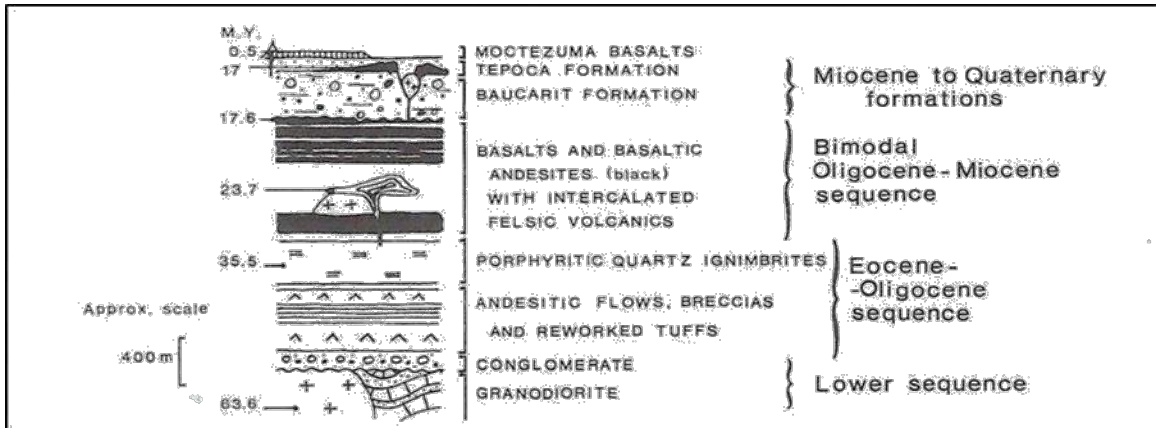 M.Y.
0.5
17
17.6
23.7
35.5
63.6
Approx. scale
400m
MOCTEZUMA BASALTS
TEPOCA FORMATION
BAUCARIT FORMATION
BASALTS AND BASALTIC
ANDESITES (black)
WITH INTERCALATED
FELSIC VOLCANICS
PORPHYRITIC QUARTZ IGNIMBRITES
ANDESITIC FLOWS, BRECCIAS
AND REWORKED TUFFS
CONGLOMERATE
GRANODIORITE
Miocene to Quaternary
formations
Bimodal
Oligocene-Miocene
sequence
Eocene-
-Oligocene
sequence
Lower sequence